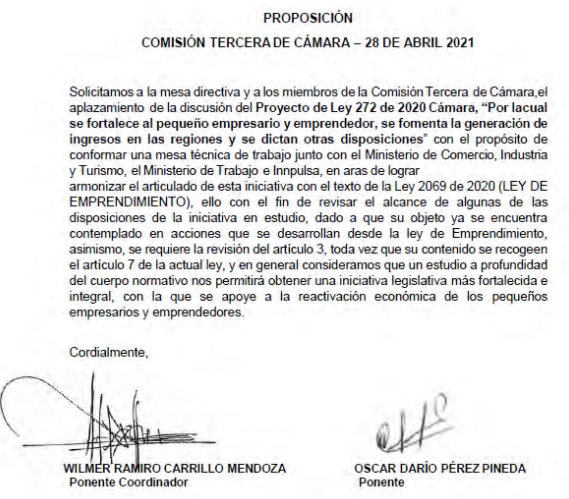 PROPOSICIÓN
COMISIÓN TERCERA DE CÁMARA – 28 DE ABRIL 2021
Solicitamos a la mesa directiva y a los miembros de la Comisión Tercera de Cámara,el
aplazamiento de la discusión del Proyecto de Ley 272 de 2020 Cámara, “Por lacual
se fortalece al pequeño empresario y emprendedor, se fomenta la generación de
ingresos en las regiones y se dictan otras disposiciones” con el propósito de
conformar una mesa técnica de trabajo junto con el Ministerio de Comercio, Industria
y Turismo, el Ministerio de Trabajo e Innpulsa, en aras de lograr
armonizar el articulado de esta iniciativa con el texto de la Ley 2069 de 2020 (LEY DE
EMPRENDIMIENTO), ello con el fin de revisar el alcance de algunas de las
disposiciones de la iniciativa en estudio, dado a que su objeto ya se encuentra
contemplado en acciones que se desarrollan desde la ley de Emprendimiento,
asimismo, se requiere la revisión del artículo 3, toda vez que su contenido se recogeen
el artículo 7 de la actual ley, y en general consideramos que un estudio a profundidad
del cuerpo normativo nos permitirá obtener una iniciativa legislativa más fortalecida e
integral, con la que se apoye a la reactivación económica de los pequeños
empresarios y emprendedores.
Cordialmente,
WILMER RAMIRO CARRILLO MENDOZA OSCAR DARÍO PÉREZ PINEDA
Ponente Coordinador Ponente